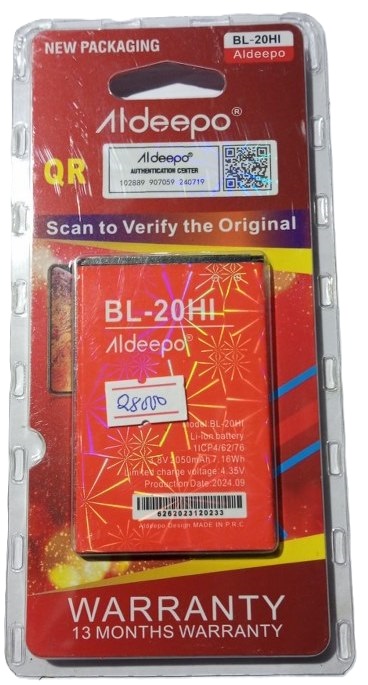 NEW PACKAGING
BL-20HI
Aldeepo
Aldeepo®
QR
Aldeepo®
AUTHENTICATION CENTER
102889 907059 240719
Scan to Verify the Original
BL-20HI
Aldeepo®
28000
Model:BL-20HI
Li-ion battery
1ICP4/62/76
.8V 2050mAh 7.18Wh
Limited charge voltage: 4.35V
Production Date:2024.09
6262023120233
Aldeepo Design MADE IN P.R.C
WARRANTY
13 MONTHS WARRANTY